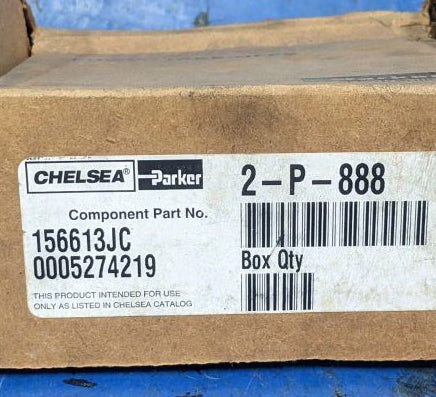 CHELSEA® Parker
2-P-888
Component Part No.
156613JC
0005274219
Box Qty
THIS PRODUCT INTENDED FOR USE
ONLY AS LISTED IN CHELSEA CATALOG